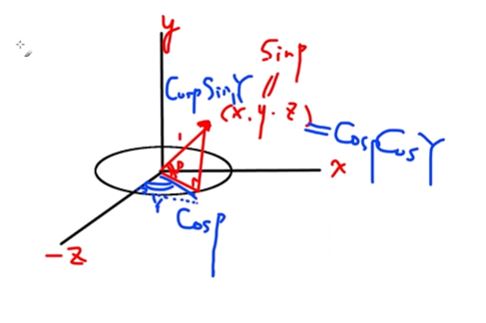 y
Sinp
CospSinY
(x, y, z)
=CospCosY
1
p
x
Y
Cosp
-z